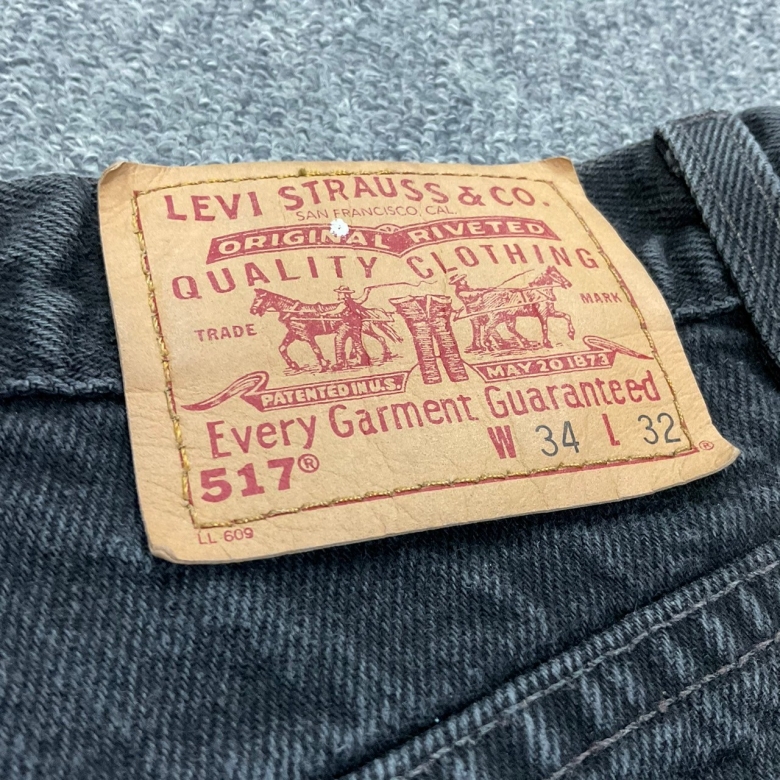 LEVI STRAUSS & CO.
SAN FRANCISCO, CAL.
ORIGINAL RIVETED
QUALITY CLOTHING
TRADE MARK
PATENTED IN U.S. MAY 20 1873
Every Garment Guaranteed
517® W 34 L 32 ®
LL 609